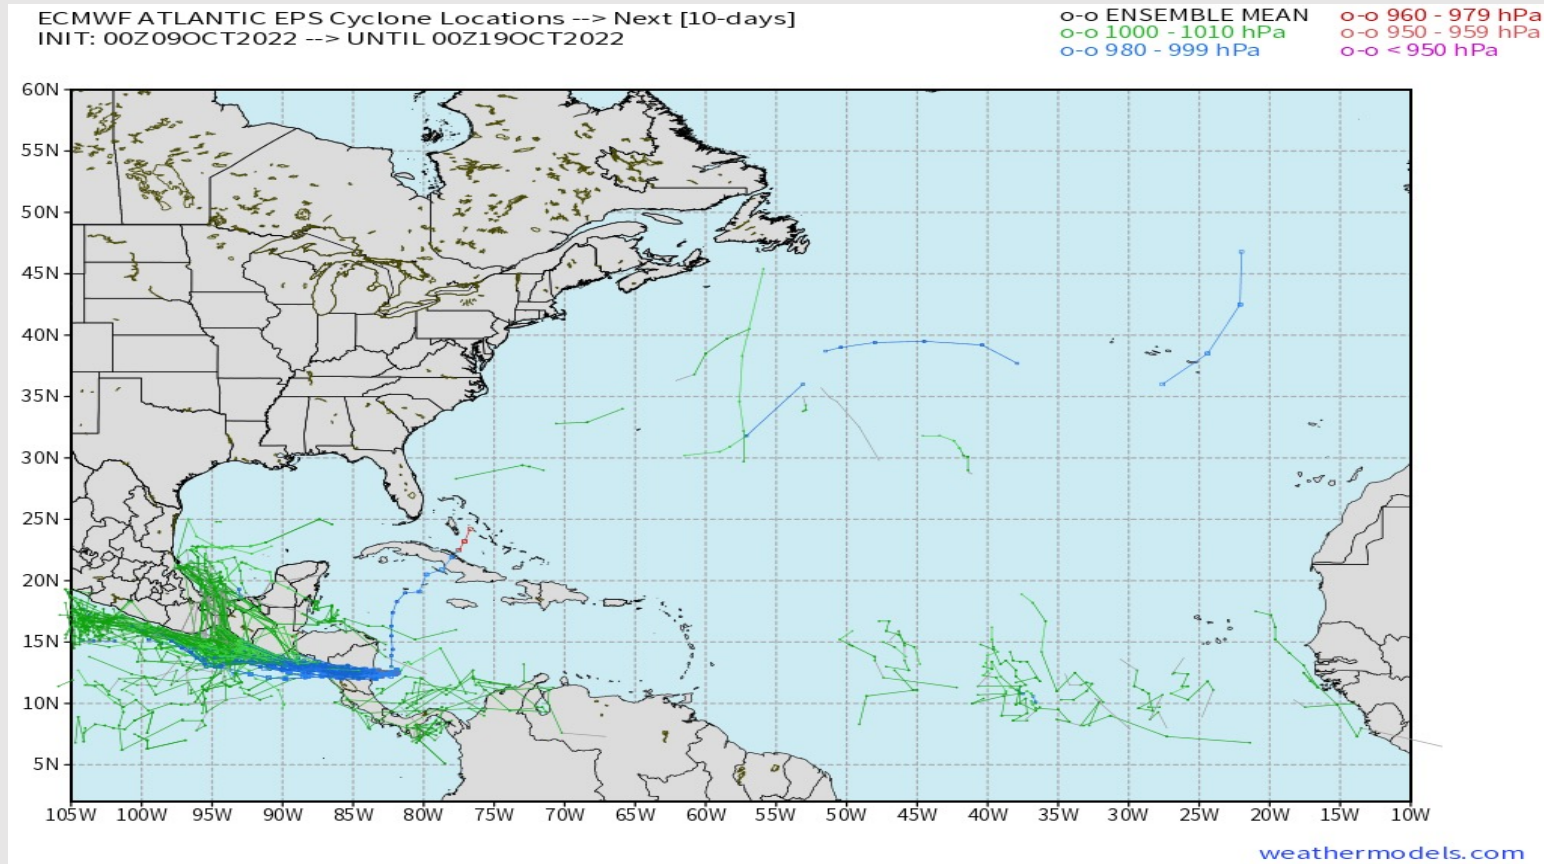 ECMWF ATLANTIC EPS Cyclone Locations --> Next [10-days]
INIT: 00Z09OCT2022 --> UNTIL 00Z19OCT2022
o-o ENSEMBLE MEAN
o-o 1000 - 1010 hPa
o-o 980 - 999 hPa
o-o 960 - 979 hPa
o-o 950 - 959 hPa
o-o < 950 hPa
60N
55N
50N
45N
40N
35N
30N
25N
20N
15N
10N
5N
105W 100W 95W 90W 85W 80W 75W 70W 65W 60W 55W 50W 45W 40W 35W 30W 25W 20W 15W 10W
weathermodels.com